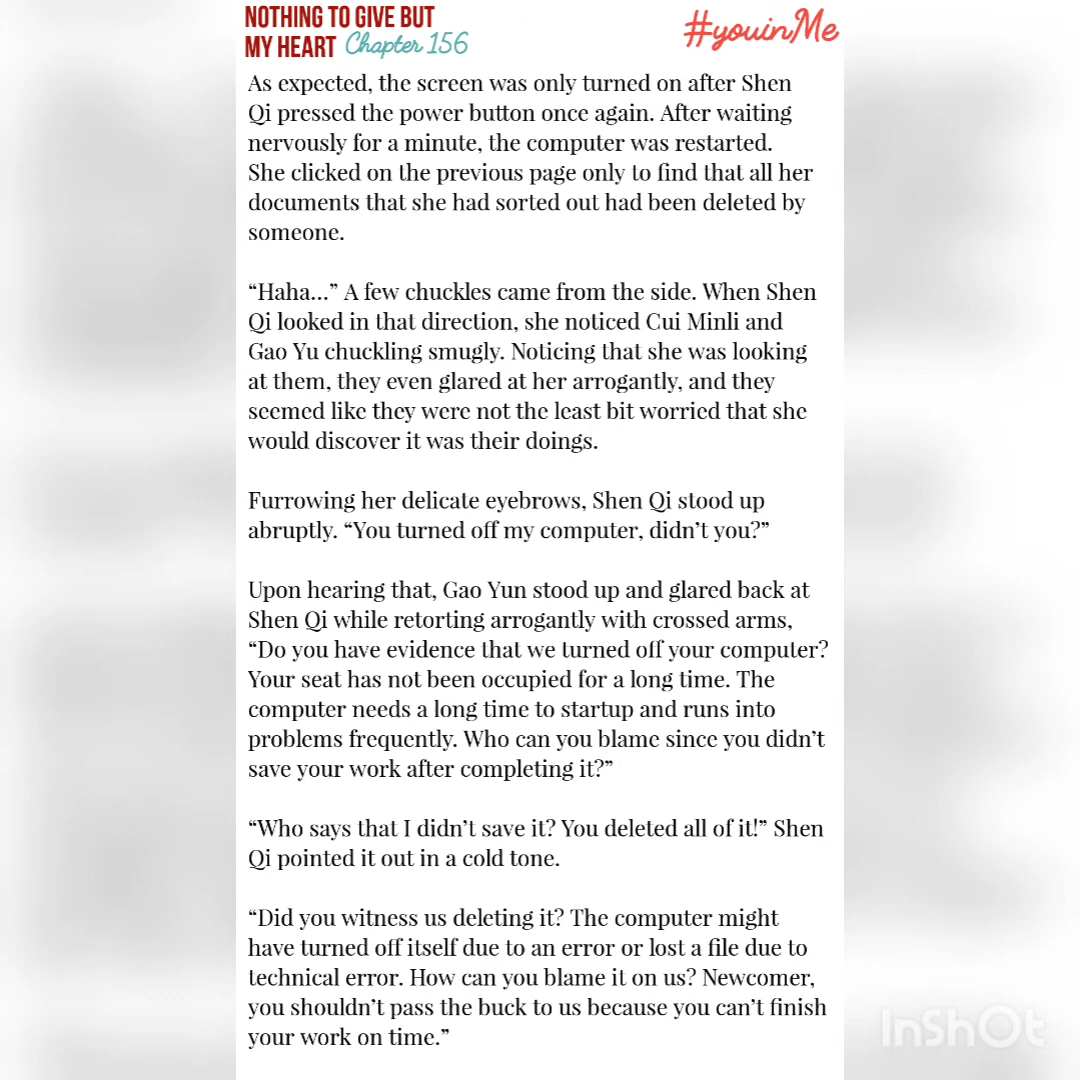 NOTHING TO GIVE BUT
MY HEART Chapter 156
#youinMe
As expected, the screen was only turned on after Shen
Qi pressed the power button once again. After waiting
nervously for a minute, the computer was restarted.
She clicked on the previous page only to find that all her
documents that she had sorted out had been deleted by
someone.
“Haha...” A few chuckles came from the side. When Shen
Qi looked in that direction, she noticed Cui Minli and
Gao Yu chuckling smugly. Noticing that she was looking
at them, they even glared at her arrogantly, and they
seemed like they were not the least bit worried that she
would discover it was their doings.
Furrowing her delicate eyebrows, Shen Qi stood up
abruptly. “You turned off my computer, didn’t you?”
Upon hearing that, Gao Yun stood up and glared back at
Shen Qi while retorting arrogantly with crossed arms,
“Do you have evidence that we turned off your computer?
Your seat has not been occupied for a long time. The
computer needs a long time to startup and runs into
problems frequently. Who can you blame since you didn’t
save your work after completing it?”
“Who says that I didn’t save it? You deleted all of it!” Shen
Qi pointed it out in a cold tone.
“Did you witness us deleting it? The computer might
have turned off itself due to an error or lost a file due to
technical error. How can you blame it on us? Newcomer,
you shouldn’t pass the buck to us because you can’t finish
your work on time.”
InShOt